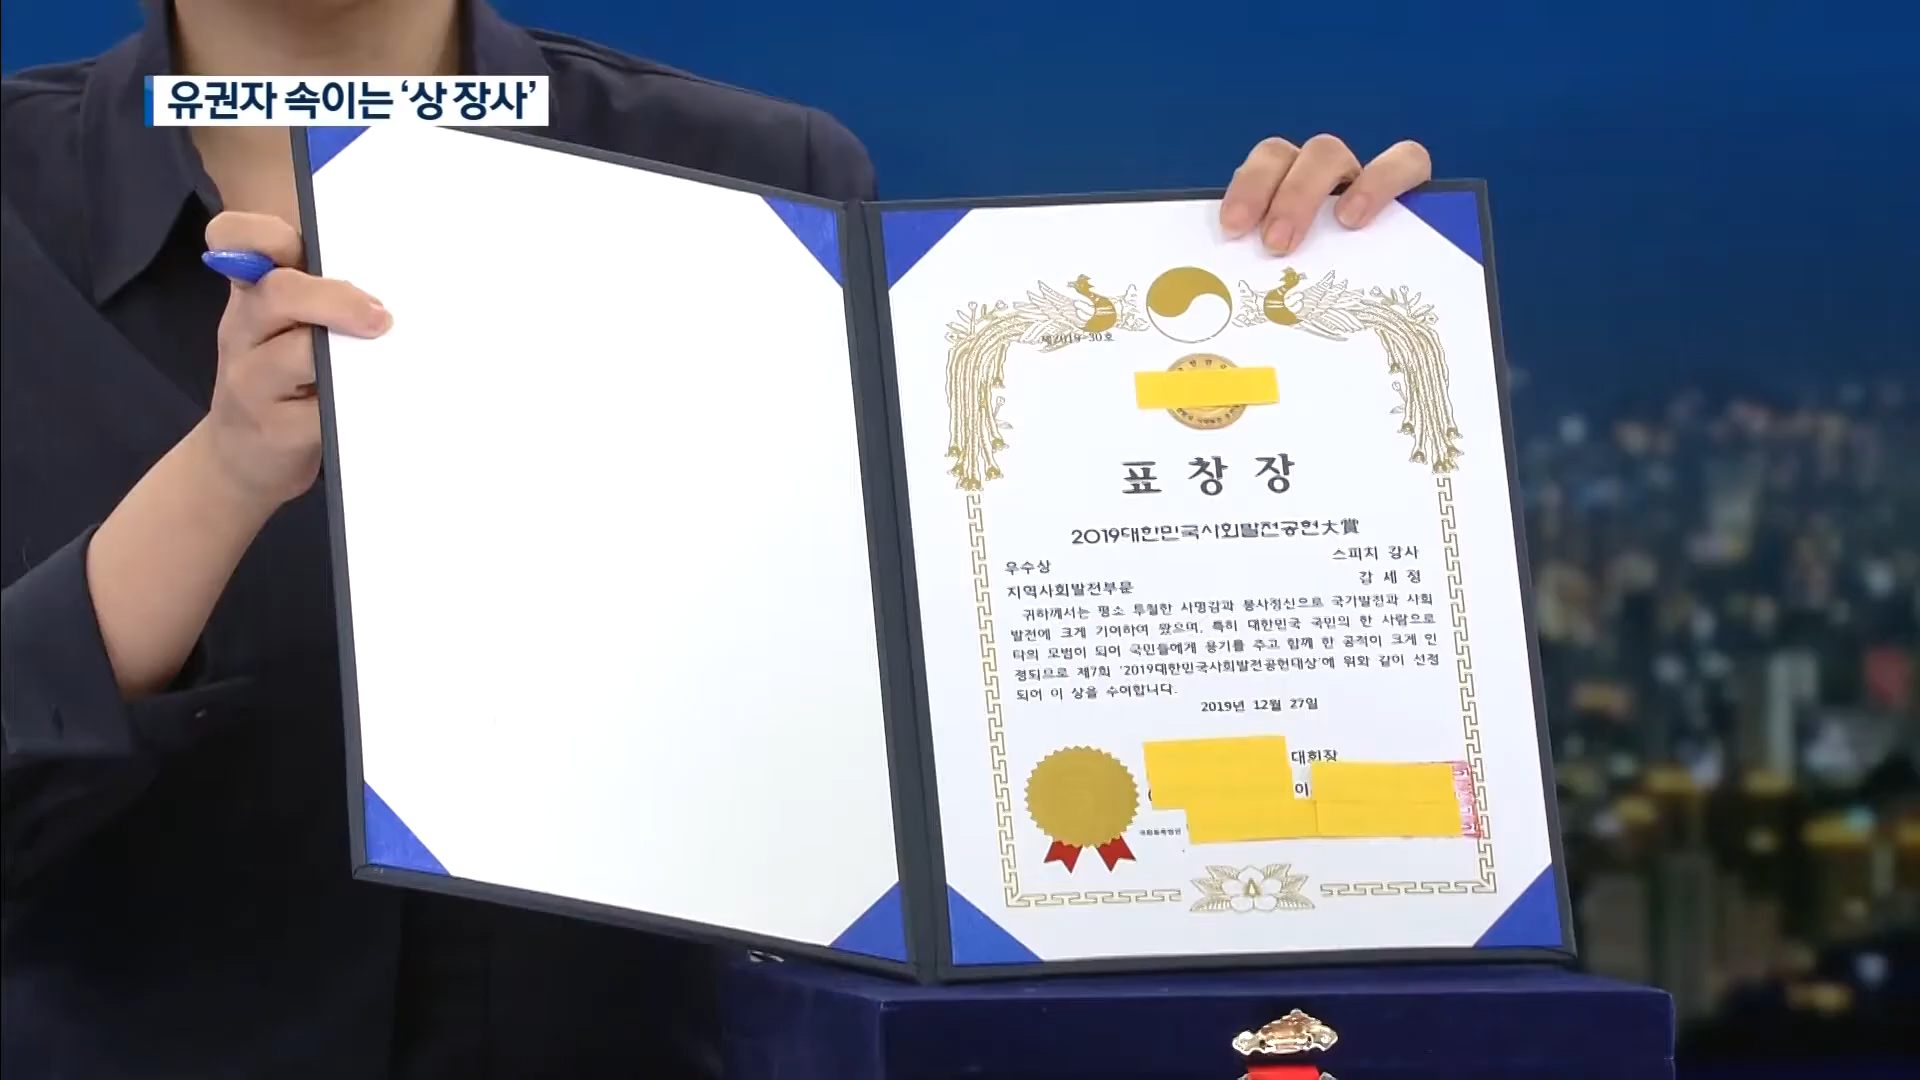 유권자 속이는 ‘상 장사’
제2019-30호
표 창 장
2019대한민국사회발전공헌大賞
스피치 강사
우수상
강 세 정
지역사회발전부문
귀하께서는 평소 투철한 사명감과 봉사정신으로 국가발전과 사회
발전에 크게 기여하여 왔으며, 특히 대한민국 국민의 한 사람으로
타의 모범이 되어 국민들에게 용기를 주고 함께 한 공적이 크게 인
정되므로 제7회 '2019대한민국사회발전공헌대상'에 위와 같이 선정
되어 이 상을 수여합니다.
2019년 12월 27일
대회장
이